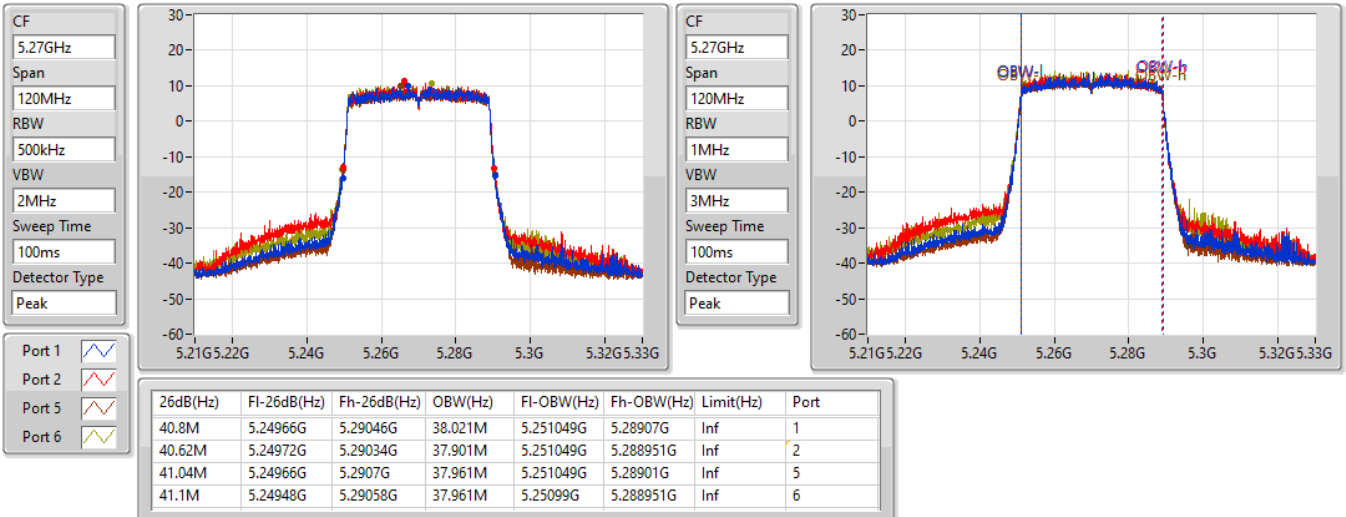 CF
5.27GHz
Span
120MHz
RBW
500kHz
VBW
2MHz
Sweep Time
100ms
Detector Type
Peak
30
20
10
0
-10
-20
-30
-40
-50
-60
5.21G 5.22G 5.24G 5.26G 5.28G 5.3G 5.32G 5.33G
CF
5.27GHz
Span
120MHz
RBW
1MHz
VBW
3MHz
Sweep Time
100ms
Detector Type
Peak
30
20
10
0
-10
-20
-30
-40
-50
-60
OBW-l OBW-h
5.21G 5.22G 5.24G 5.26G 5.28G 5.3G 5.32G 5.33G
Port 1
Port 2
Port 5
Port 6
26dB(Hz) Fl-26dB(Hz) Fh-26dB(Hz) OBW(Hz) Fl-OBW(Hz) Fh-OBW(Hz) Limit(Hz) Port
40.8M 5.24966G 5.29046G 38.021M 5.251049G 5.28907G Inf 1
40.62M 5.24972G 5.29034G 37.901M 5.251049G 5.288951G Inf 2
41.04M 5.24966G 5.2907G 37.961M 5.251049G 5.28901G Inf 5
41.1M 5.24948G 5.29058G 37.961M 5.25099G 5.288951G Inf 6